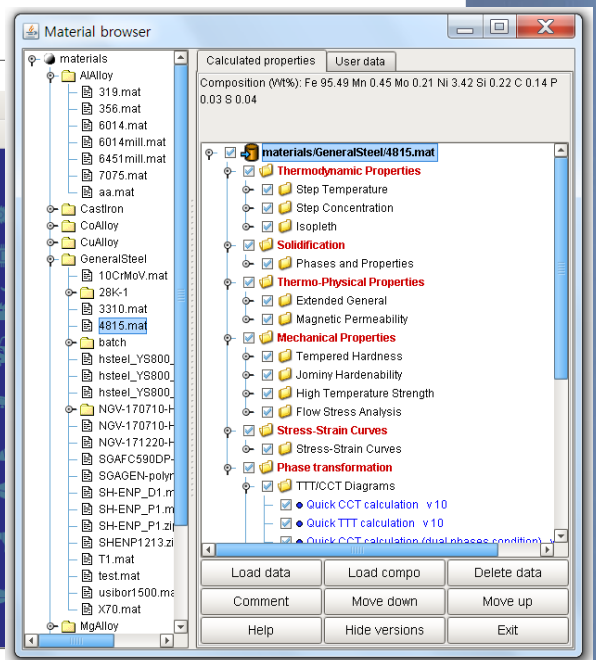 Material browser
materials
AlAlloy
319.mat
356.mat
6014.mat
6014mill.mat
6451mill.mat
7075.mat
aa.mat
CastIron
CoAlloy
CuAlloy
GeneralSteel
10CrMoV.mat
28K-1
3310.mat
4815.mat
batch
hsteel_YS800_
hsteel_YS800_
hsteel_YS800_
NGV-170710-H
NGV-170710-H
NGV-171220-H
SGAFC590DP-
SGAGEN-polyn
SH-ENP_D1.m
SH-ENP_P1.m
SH-ENP_P1.zip
SHENP1213.zi
T1.mat
test.mat
usibor1500.ma
X70.mat
MgAlloy
Calculated properties User data
Composition (Wt%): Fe 95.49 Mn 0.45 Mo 0.21 Ni 3.42 Si 0.22 C 0.14 P
0.03 S 0.04
materials/GeneralSteel/4815.mat
Thermodynamic Properties
Step Temperature
Step Concentration
Isopleth
Solidification
Phases and Properties
Thermo-Physical Properties
Extended General
Magnetic Permeability
Mechanical Properties
Tempered Hardness
Jominy Hardenability
High Temperature Strength
Flow Stress Analysis
Stress-Strain Curves
Stress-Strain Curves
Phase transformation
TTT/CCT Diagrams
Quick CCT calculation v 10
Quick TTT calculation v 10
Quick CCT calculation (dual phases condition) v
Load data Load compo Delete data
Comment Move down Move up
Help Hide versions Exit